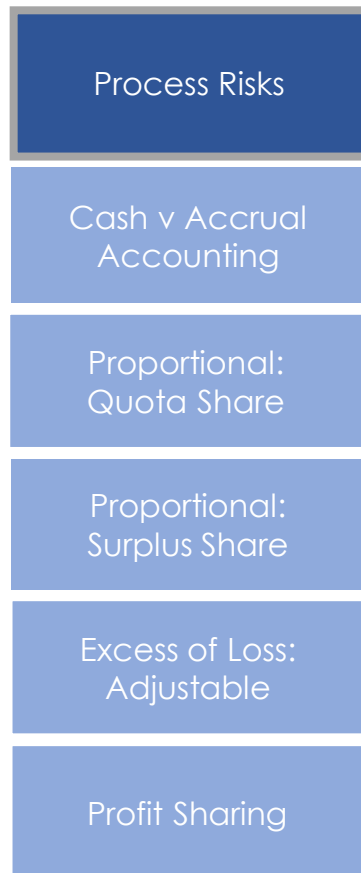 Process Risks
Cash v Accrual
Accounting
Proportional:
Quota Share
Proportional:
Surplus Share
Excess of Loss:
Adjustable
Profit Sharing